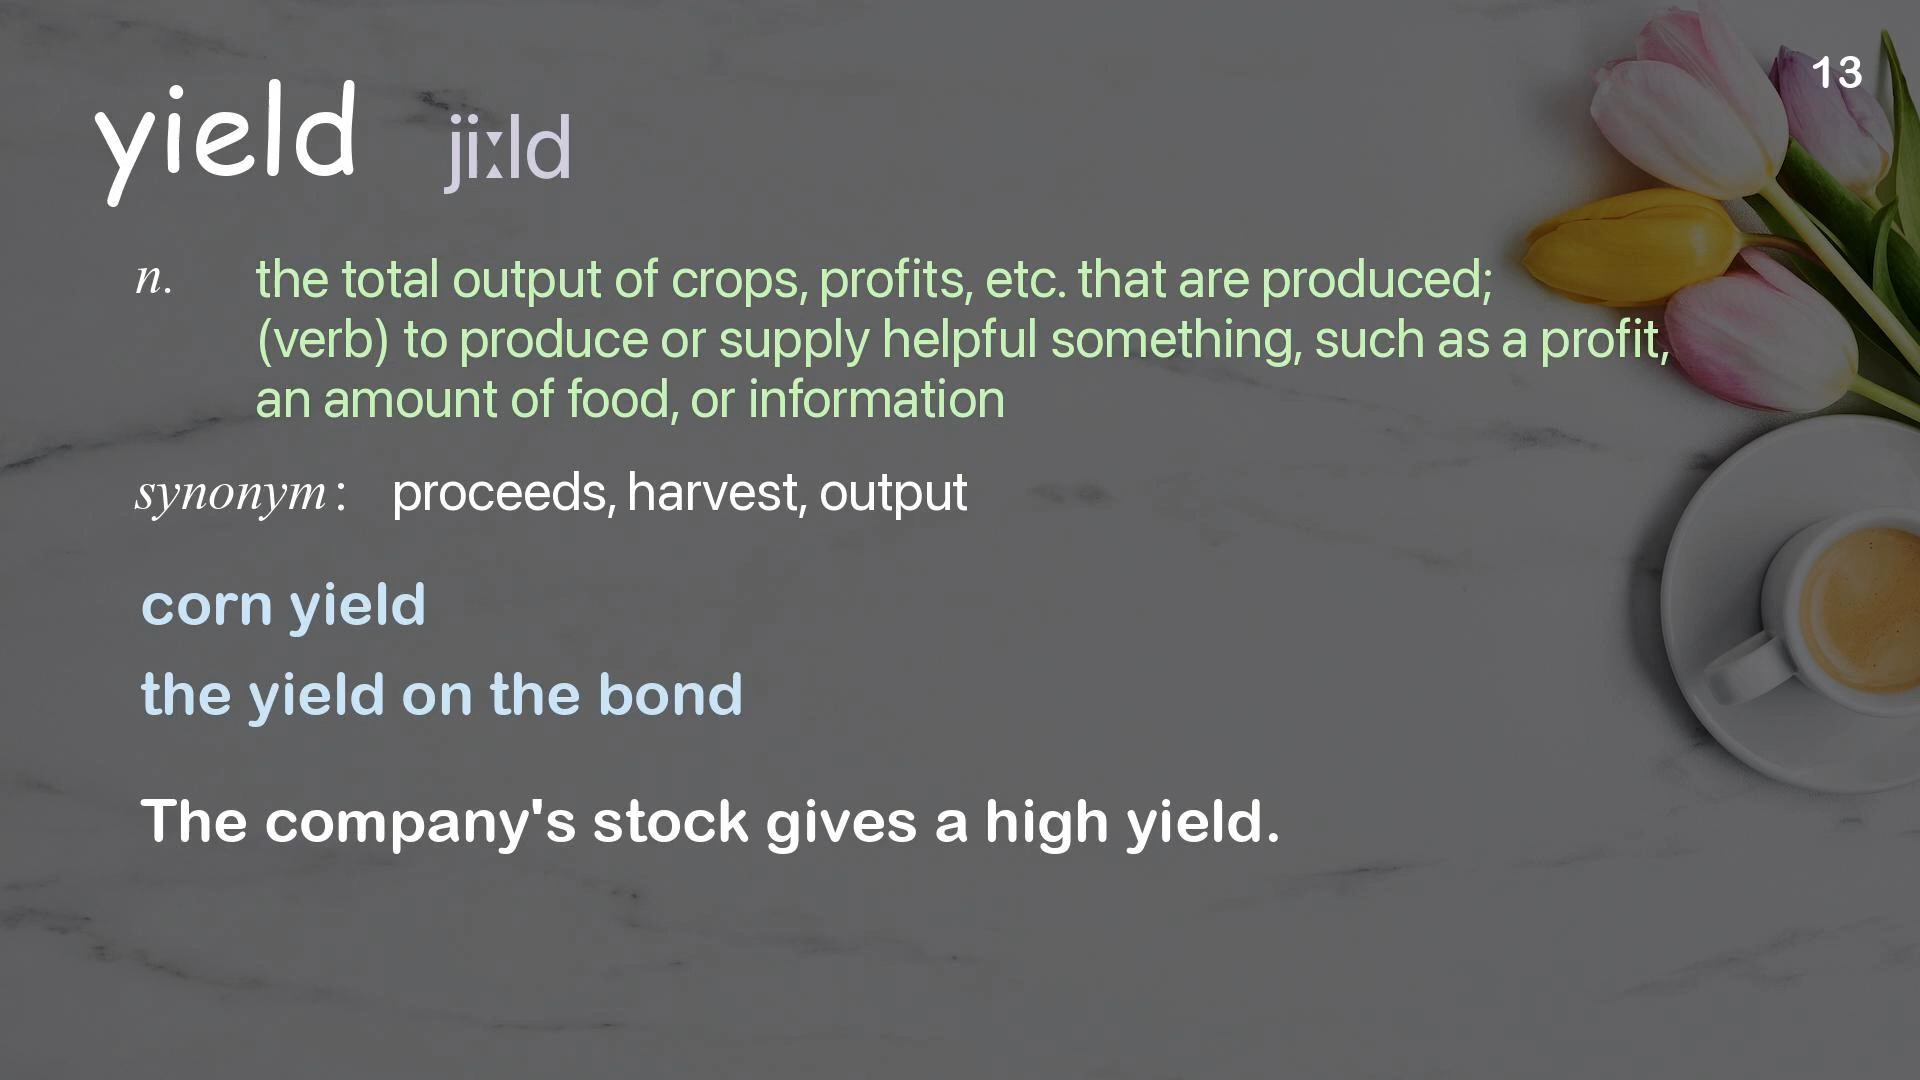 13
yield jiːld
n. the total output of crops, profits, etc. that are produced;
(verb) to produce or supply helpful something, such as a profit,
an amount of food, or information
synonym : proceeds, harvest, output
corn yield
the yield on the bond
The company's stock gives a high yield.